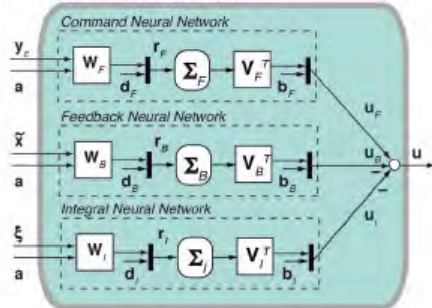 Command Neural Network
y_c
a
W_F
d_F
r_F
Σ_F
V_F^T
b_F
u_F
Feedback Neural Network
x̃
a
W_B
d_B
r_B
Σ_B
V_B^T
b_B
u_B
u
Integral Neural Network
ξ
a
W_I
d_I
r_I
Σ_I
V_I^T
b_I
u_I